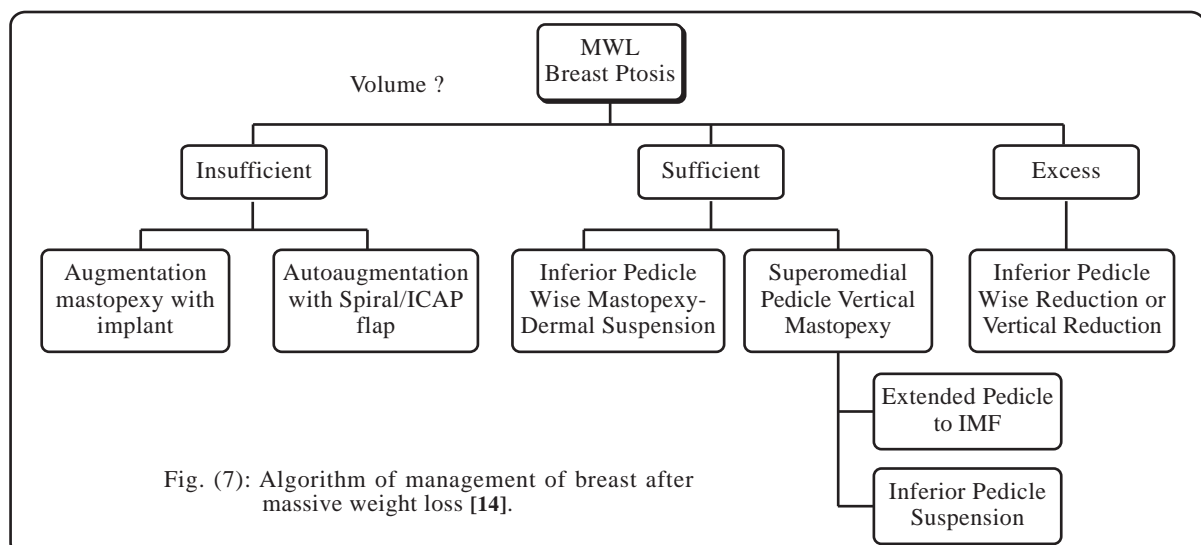 MWL
Breast Ptosis
Volume ?
Insufficient
Sufficient
Excess
Augmentation
mastopexy with
implant
Autoaugmentation
with Spiral/ICAP
flap
Inferior Pedicle
Wise Mastopexy-
Dermal Suspension
Superomedial
Pedicle Vertical
Mastopexy
Inferior Pedicle
Wise Reduction or
Vertical Reduction
Extended Pedicle
to IMF
Inferior Pedicle
Suspension
Fig. (7): Algorithm of management of breast after
massive weight loss [14].